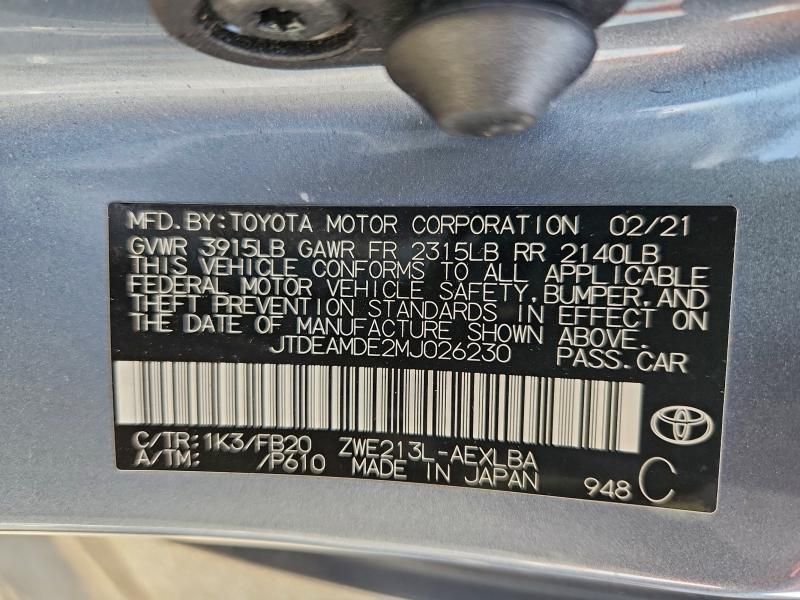 MFD. BY: TOYOTA MOTOR CORPORATION 02/21
GVWR 3915LB GAWR FR 2315LB RR 2140LB
THIS VEHICLE CONFORMS TO ALL APPLICABLE
FEDERAL MOTOR VEHICLE SAFETY, BUMPER, AND
THEFT PREVENTION STANDARDS IN EFFECT ON
THE DATE OF MANUFACTURE SHOWN ABOVE.
JTDEAMDE2MJ026230 PASS. CAR
C/TR: 1K3/FB20 ZWE213L-AEXLBA
A/TM: /P610 MADE IN JAPAN
948 C